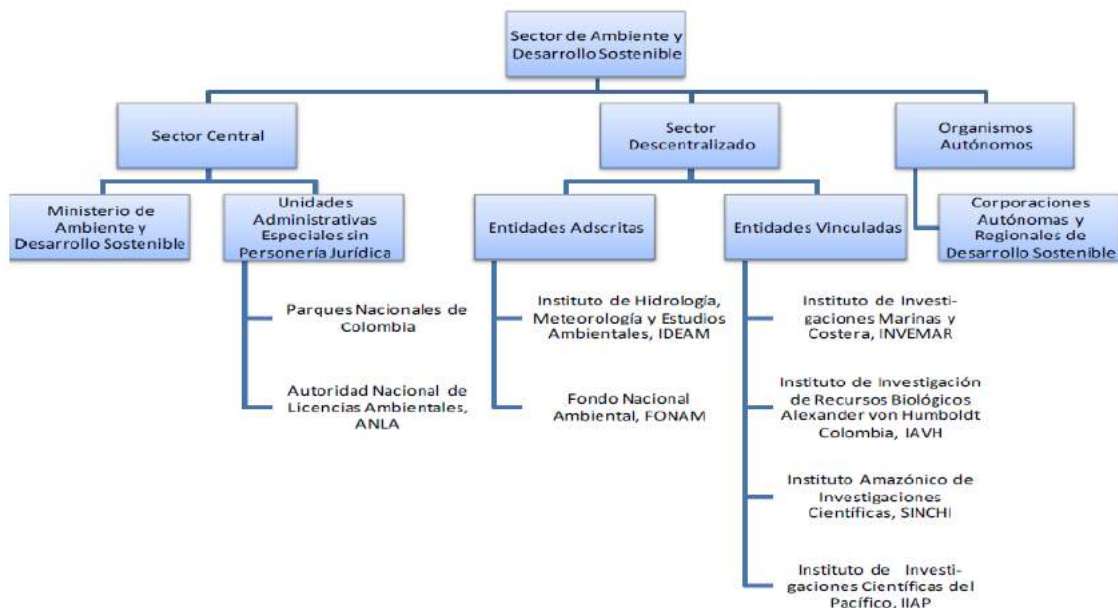 Sector de Ambiente y
Desarrollo Sostenible
Sector Central
Sector
Descentralizado
Organismos
Autónomos
Ministerio de
Ambiente y
Desarrollo Sostenible
Unidades
Administrativas
Especiales sin
Personería Jurídica
Entidades Adscritas
Entidades Vinculadas
Corporaciones
Autónomas y
Regionales de
Desarrollo Sostenible
Parques Nacionales de
Colombia
Autoridad Nacional de
Licencias Ambientales,
ANLA
Instituto de Hidrología,
Meteorología y Estudios
Ambientales, IDEAM
Fondo Nacional
Ambiental, FONAM
Instituto de Investi-
gaciones Marinas y
Costera, INVEMAR
Instituto de Investigación
de Recursos Biológicos
Alexander von Humboldt
Colombia, IAVH
Instituto Amazónico de
Investigaciones
Científicas, SINCHI
Instituto de Investi-
gaciones Científicas del
Pacífico, IIAP